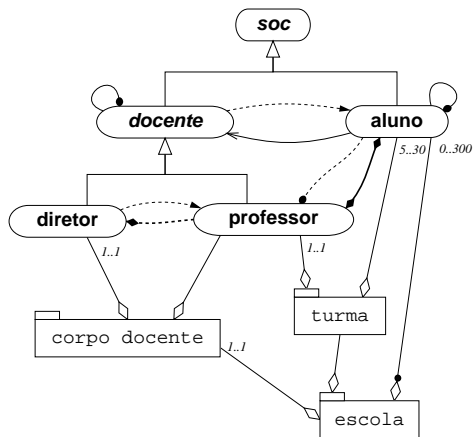 soc
docente
aluno
5..30
0..300
diretor
professor
1..1
1..1
turma
corpo docente
1..1
escola